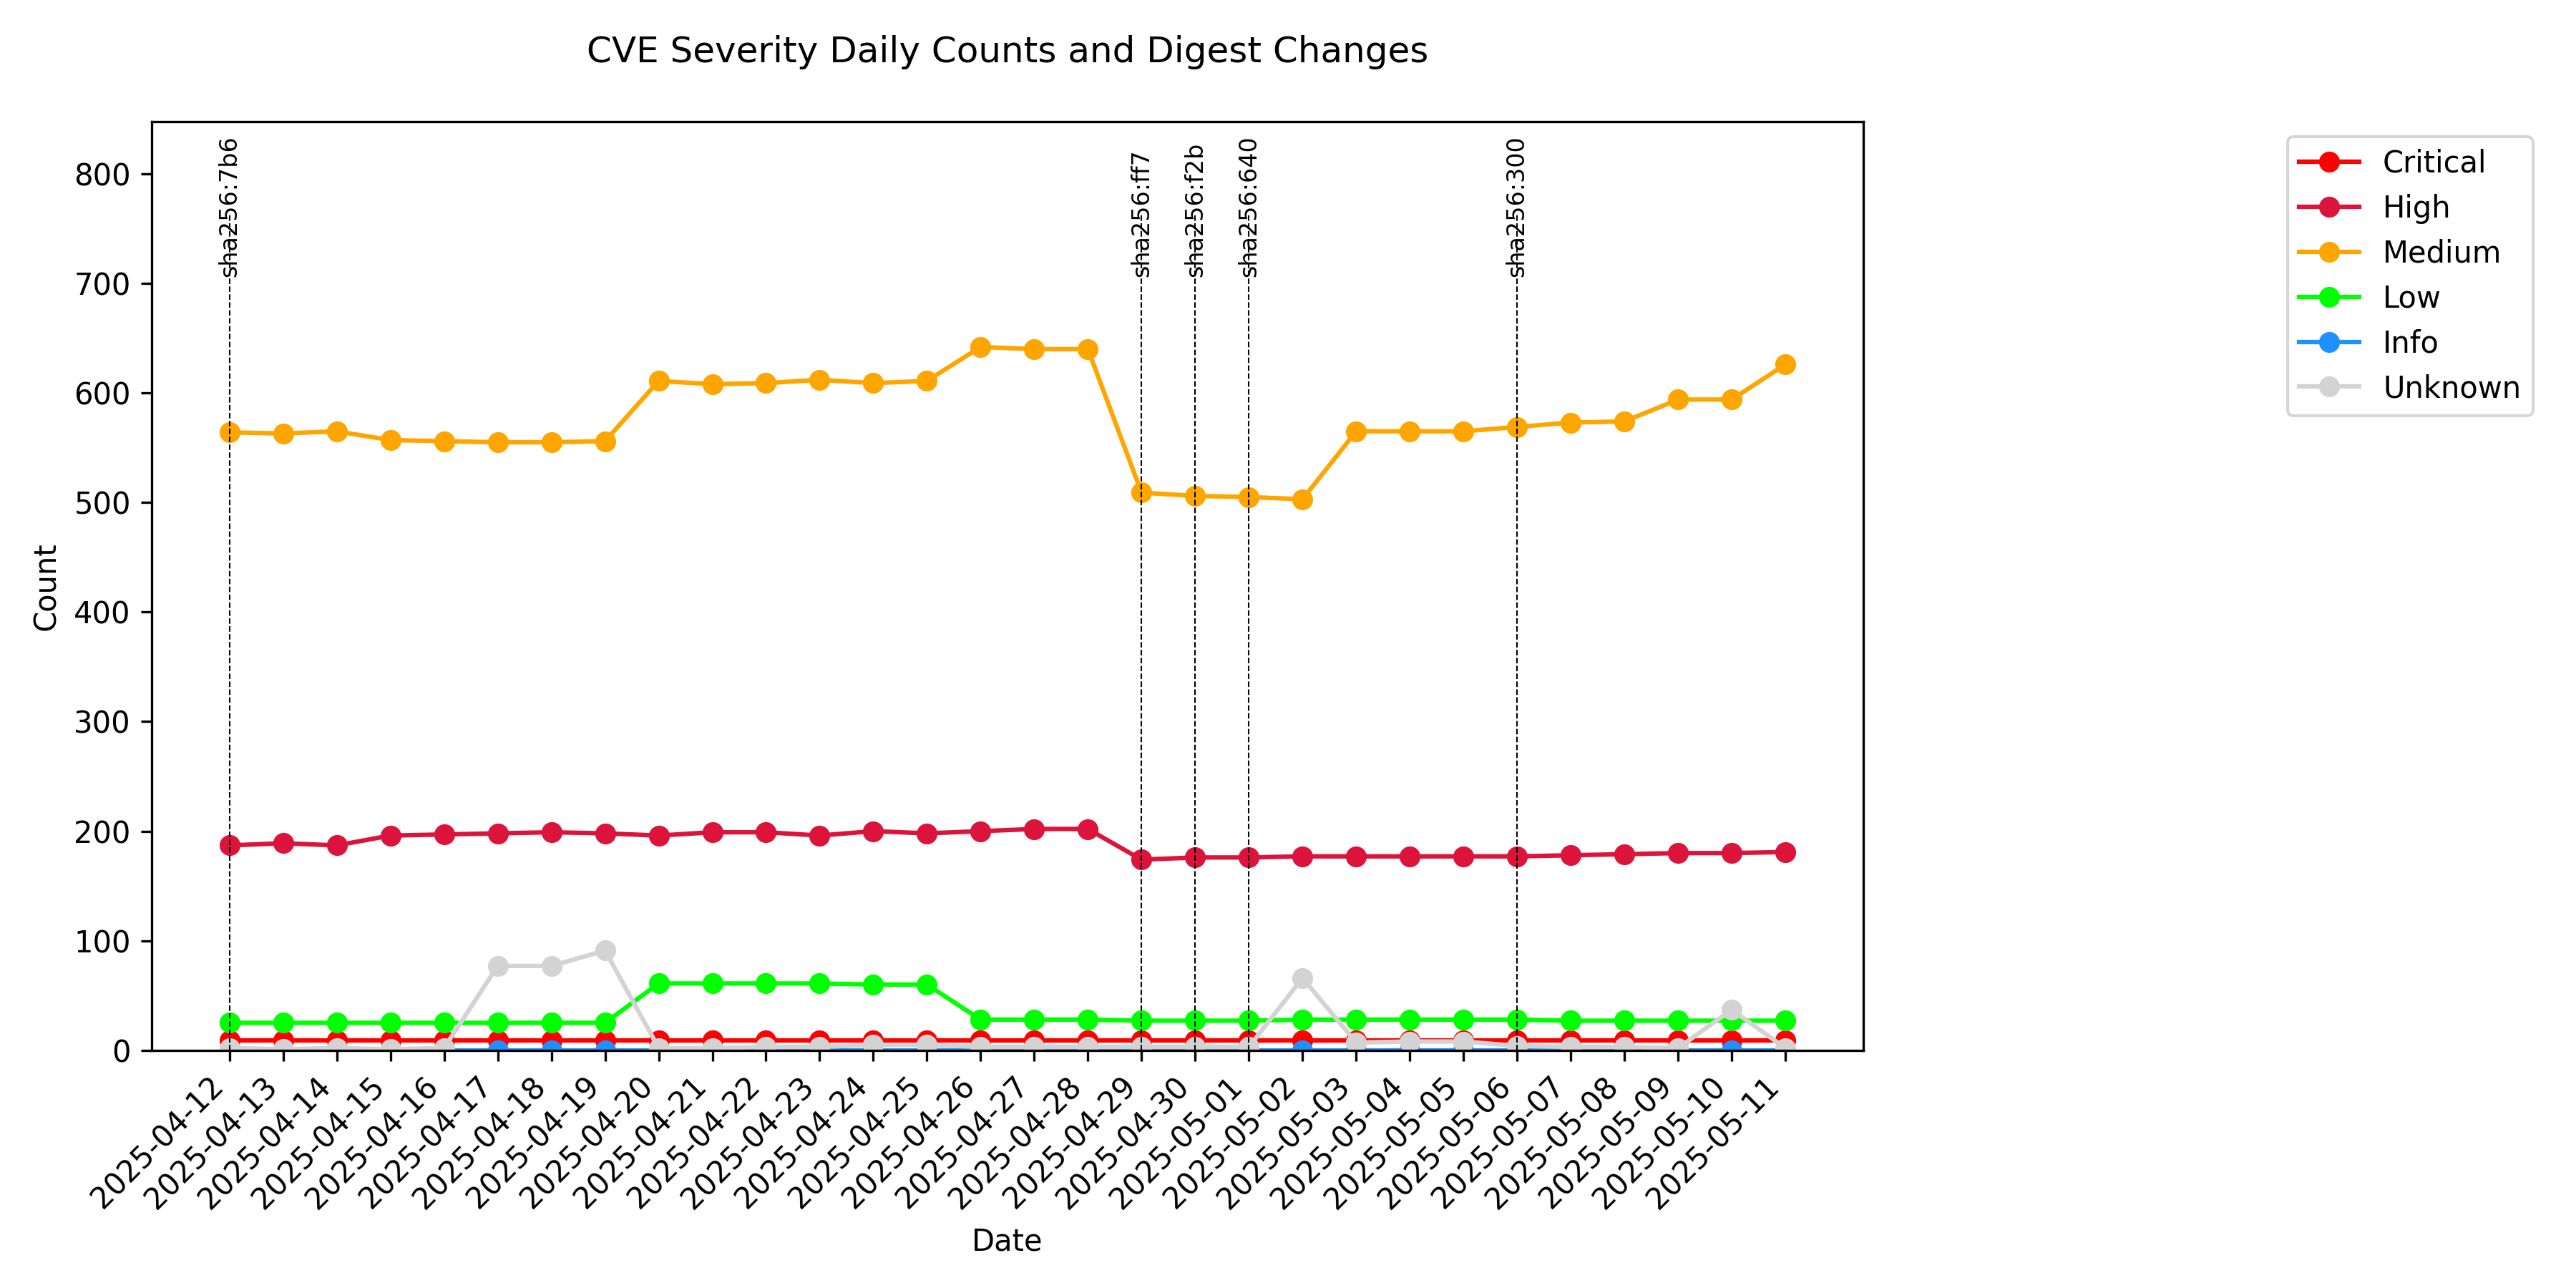 CVE Severity Daily Counts and Digest Changes
sha256:7b6
sha256:ff7
sha256:f2b
sha256:640
sha256:300
Critical
High
Medium
Low
Info
Unknown
800
700
600
500
400
300
200
100
0
Count
2025-04-12
2025-04-13
2025-04-14
2025-04-15
2025-04-16
2025-04-17
2025-04-18
2025-04-19
2025-04-20
2025-04-21
2025-04-22
2025-04-23
2025-04-24
2025-04-25
2025-04-26
2025-04-27
2025-04-28
2025-04-29
2025-04-30
2025-05-01
2025-05-02
2025-05-03
2025-05-04
2025-05-05
2025-05-06
2025-05-07
2025-05-08
2025-05-09
2025-05-10
2025-05-11
Date